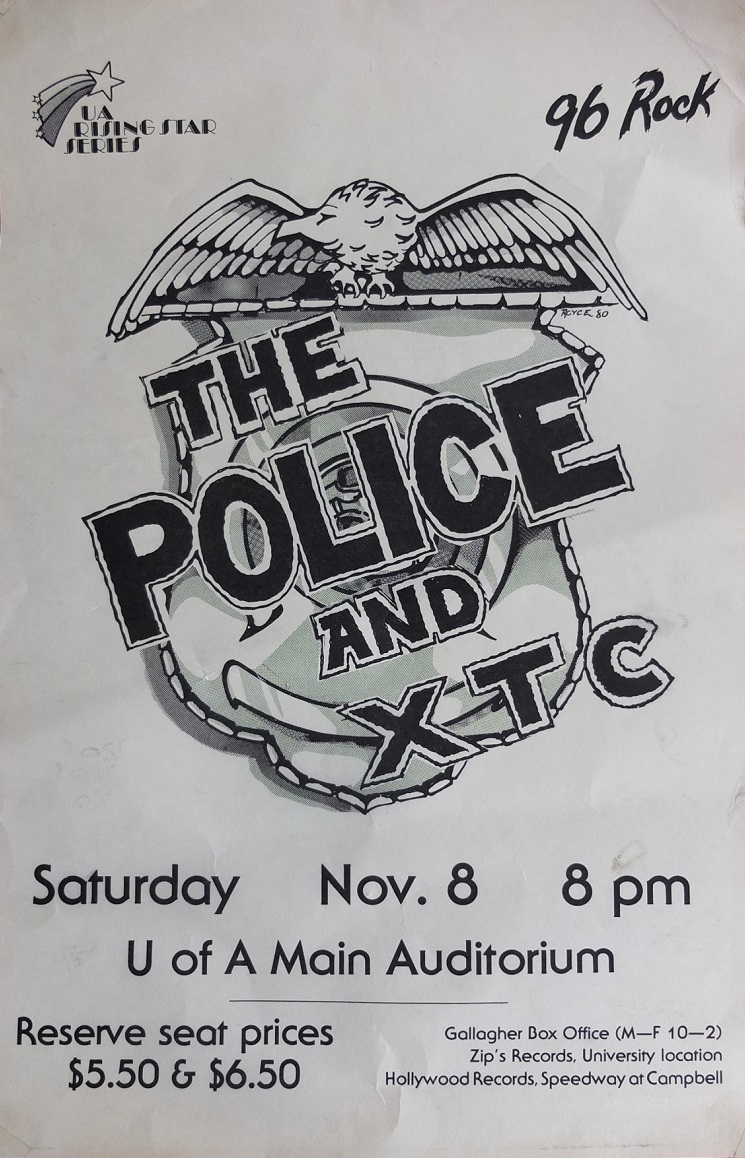 UA
RISING STAR
SERIES
96 Rock
ROYCE 80
THE
POLICE
AND
XTC
Saturday Nov. 8 8 pm
U of A Main Auditorium
Reserve seat prices
$5.50 & $6.50
Gallagher Box Office (M—F 10—2)
Zip's Records, University location
Hollywood Records, Speedway at Campbell